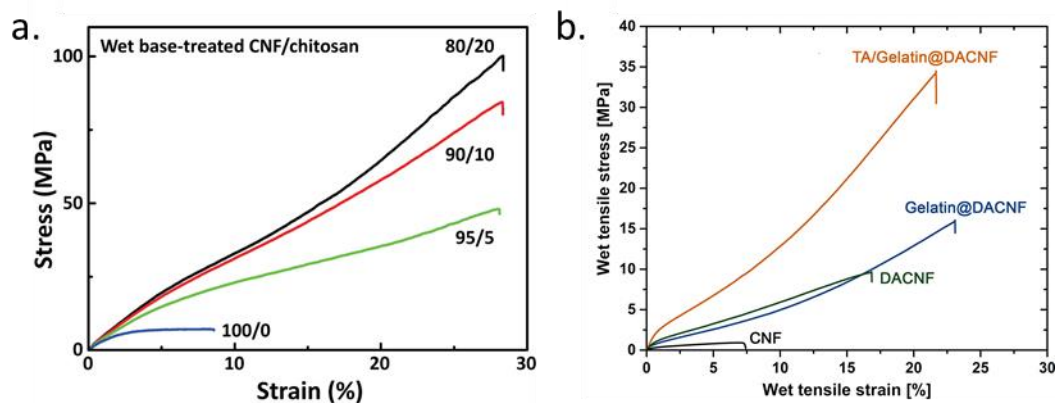 a.
Wet base-treated CNF/chitosan
80/20
90/10
95/5
100/0
100
50
0
0
10
20
30
Stress (MPa)
Strain (%)
b.
TA/Gelatin@DACNF
Gelatin@DACNF
DACNF
CNF
40
35
30
25
20
15
10
5
0
0
5
10
15
20
25
30
Wet tensile stress [MPa]
Wet tensile strain [%]